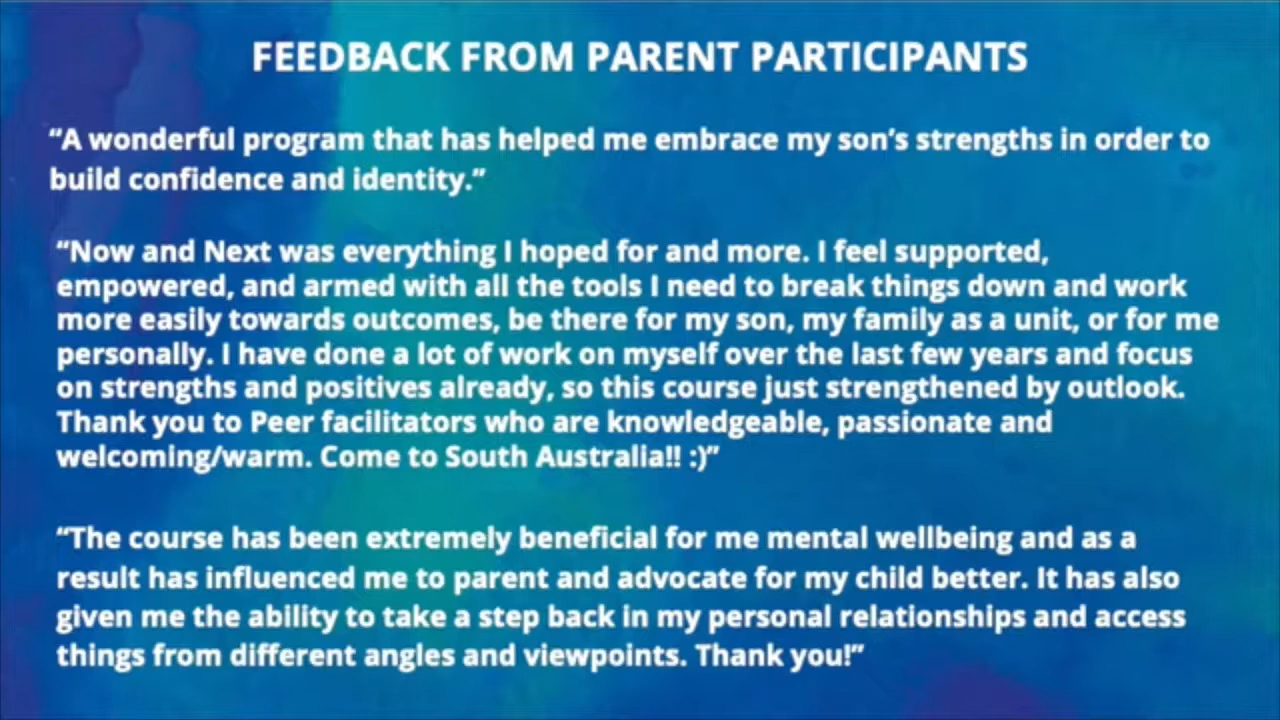 FEEDBACK FROM PARENT PARTICIPANTS
“A wonderful program that has helped me embrace my son’s strengths in order to
build confidence and identity.”
“Now and Next was everything I hoped for and more. I feel supported,
empowered, and armed with all the tools I need to break things down and work
more easily towards outcomes, be there for my son, my family as a unit, or for me
personally. I have done a lot of work on myself over the last few years and focus
on strengths and positives already, so this course just strengthened by outlook.
Thank you to Peer facilitators who are knowledgeable, passionate and
welcoming/warm. Come to South Australia!! :)”
“The course has been extremely beneficial for me mental wellbeing and as a
result has influenced me to parent and advocate for my child better. It has also
given me the ability to take a step back in my personal relationships and access
things from different angles and viewpoints. Thank you!”